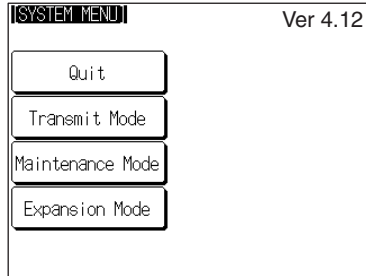 [SYSTEM MENU]
Ver 4.12
Quit
Transmit Mode
Maintenance Mode
Expansion Mode